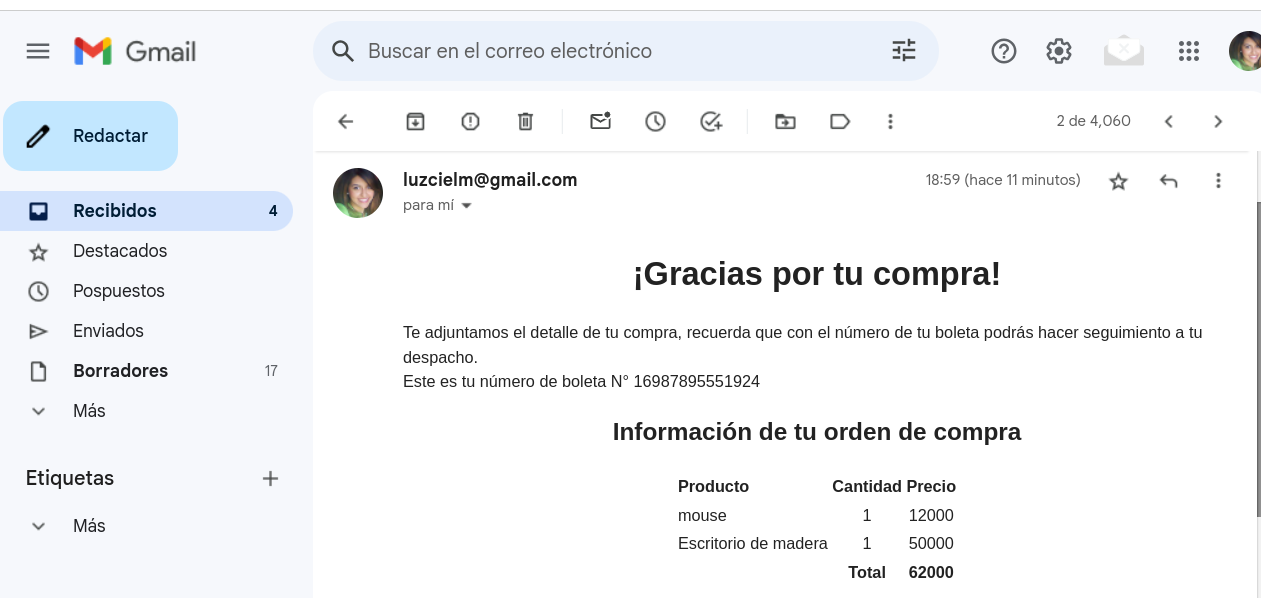 Gmail
Buscar en el correo electrónico
Redactar
2 de 4,060
Recibidos 4
Destacados
Pospuestos
Enviados
Borradores 17
Más
Etiquetas
Más
luzcielm@gmail.com 18:59 (hace 11 minutos)
para mí
¡Gracias por tu compra!
Te adjuntamos el detalle de tu compra, recuerda que con el número de tu boleta podrás hacer seguimiento a tu
despacho.
Este es tu número de boleta N° 16987895551924
Información de tu orden de compra
Producto Cantidad Precio
mouse 1 12000
Escritorio de madera 1 50000
Total 62000